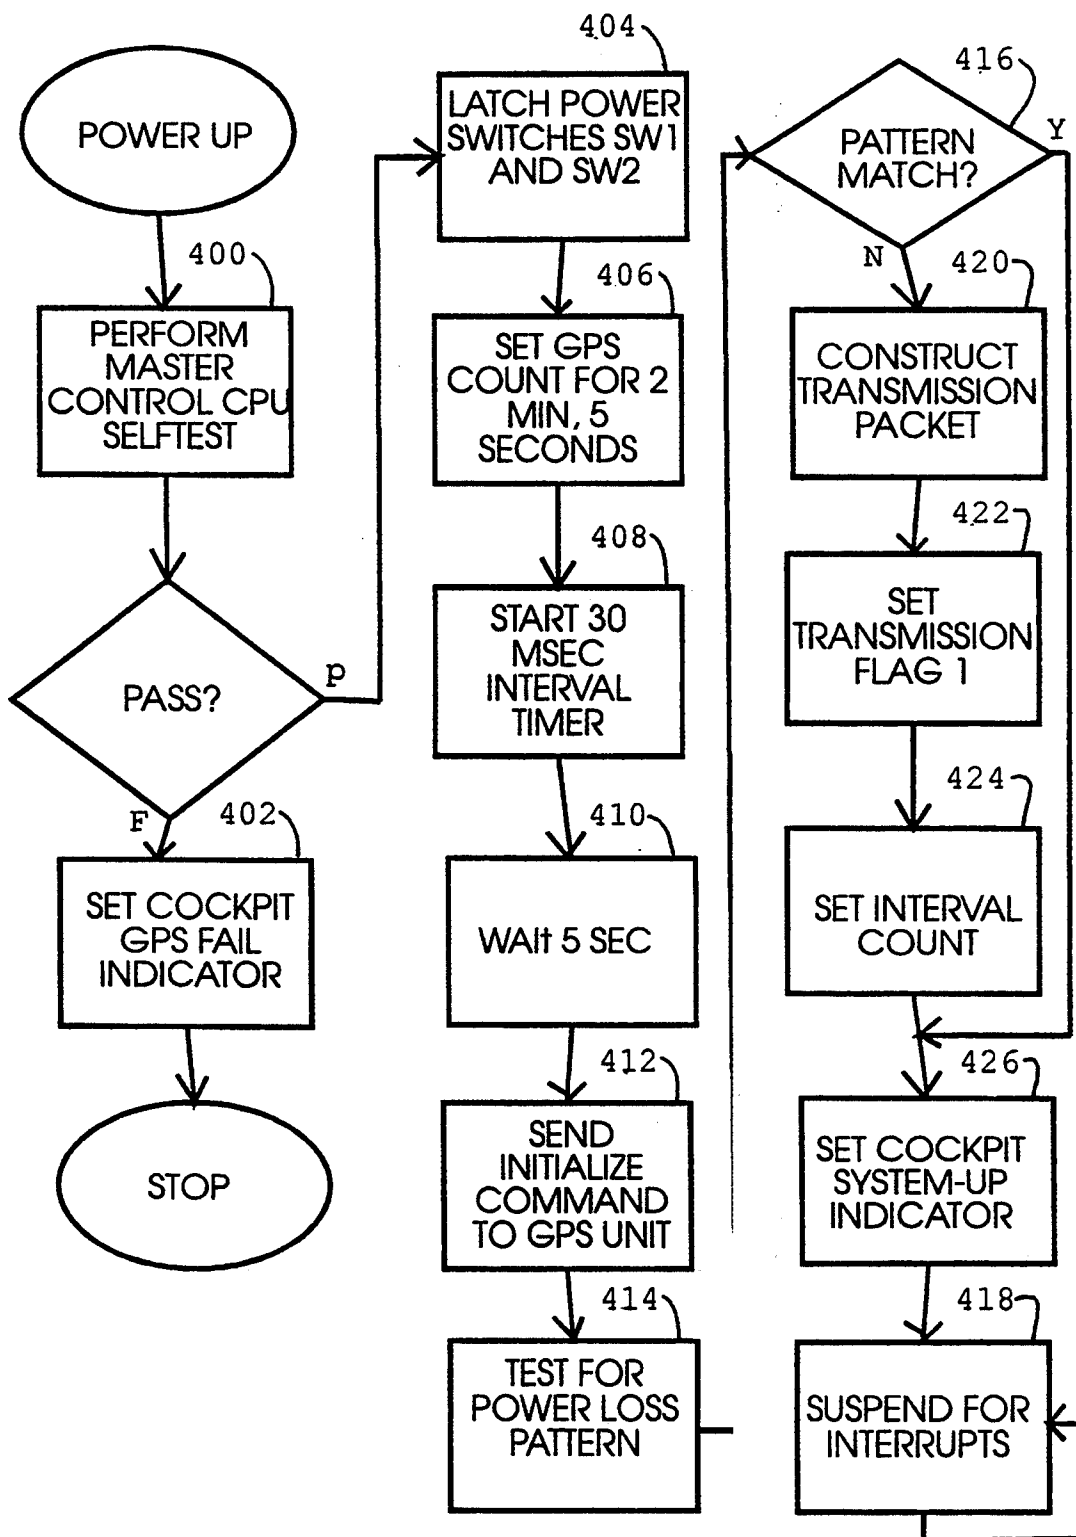 POWER UP
400
PERFORM
MASTER
CONTROL CPU
SELFTEST
PASS?
p
F
402
SET COCKPIT
GPS FAIL
INDICATOR
STOP
404
LATCH POWER
SWITCHES SW1
AND SW2
406
SET GPS
COUNT FOR 2
MIN, 5
SECONDS
408
START 30
MSEC
INTERVAL
TIMER
410
WAIt 5 SEC
412
SEND
INITIALIZE
COMMAND
TO GPS UNIT
414
TEST FOR
POWER LOSS
PATTERN
416
PATTERN
MATCH?
Y
N
420
CONSTRUCT
TRANSMISSION
PACKET
422
SET
TRANSMISSION
FLAG 1
424
SET INTERVAL
COUNT
426
SET COCKPIT
SYSTEM-UP
INDICATOR
418
SUSPEND FOR
INTERRUPTS